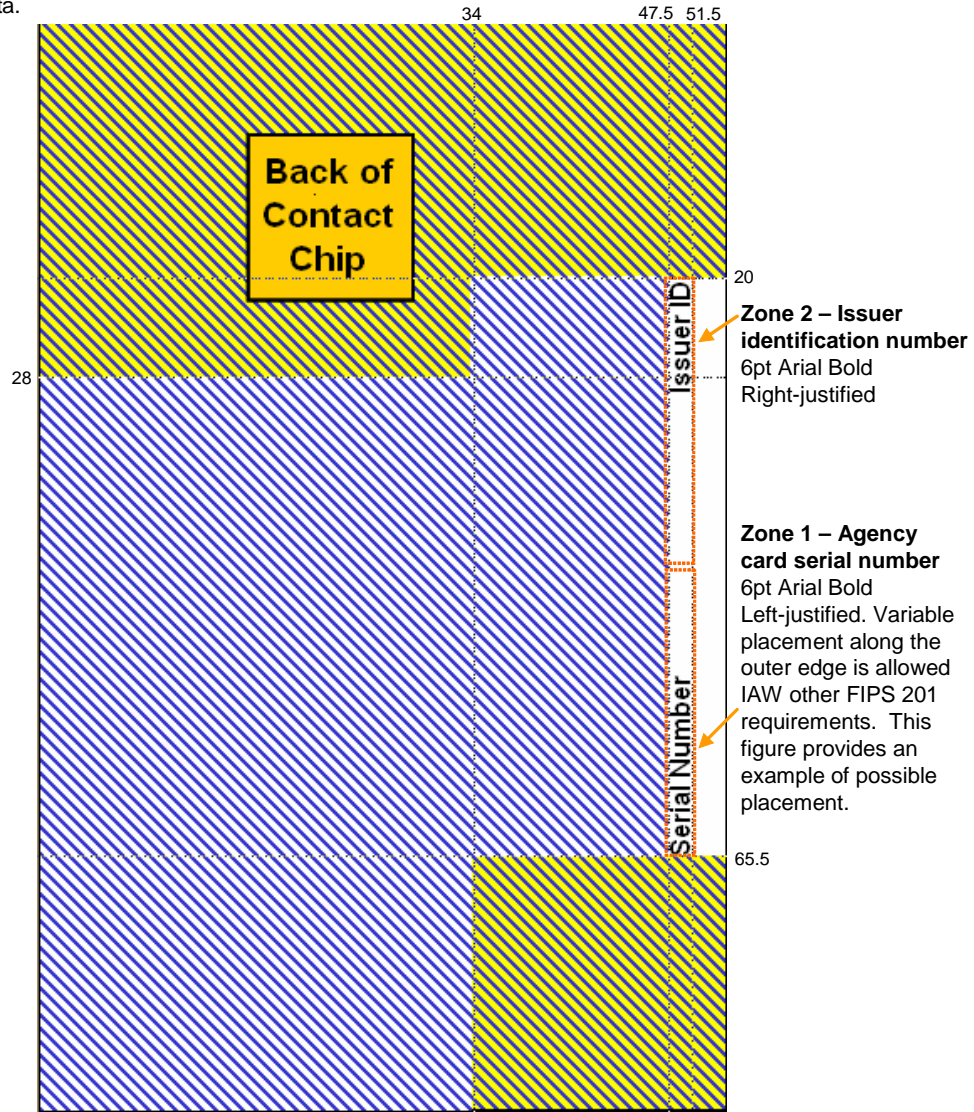 ta.
34
47.5
51.5
Back of
Contact
Chip
20
Issuer ID
Zone 2 – Issuer
identification number
6pt Arial Bold
Right-justified
28
Zone 1 – Agency
card serial number
6pt Arial Bold
Left-justified. Variable
placement along the
outer edge is allowed
IAW other FIPS 201
requirements. This
figure provides an
example of possible
placement.
Serial Number
65.5